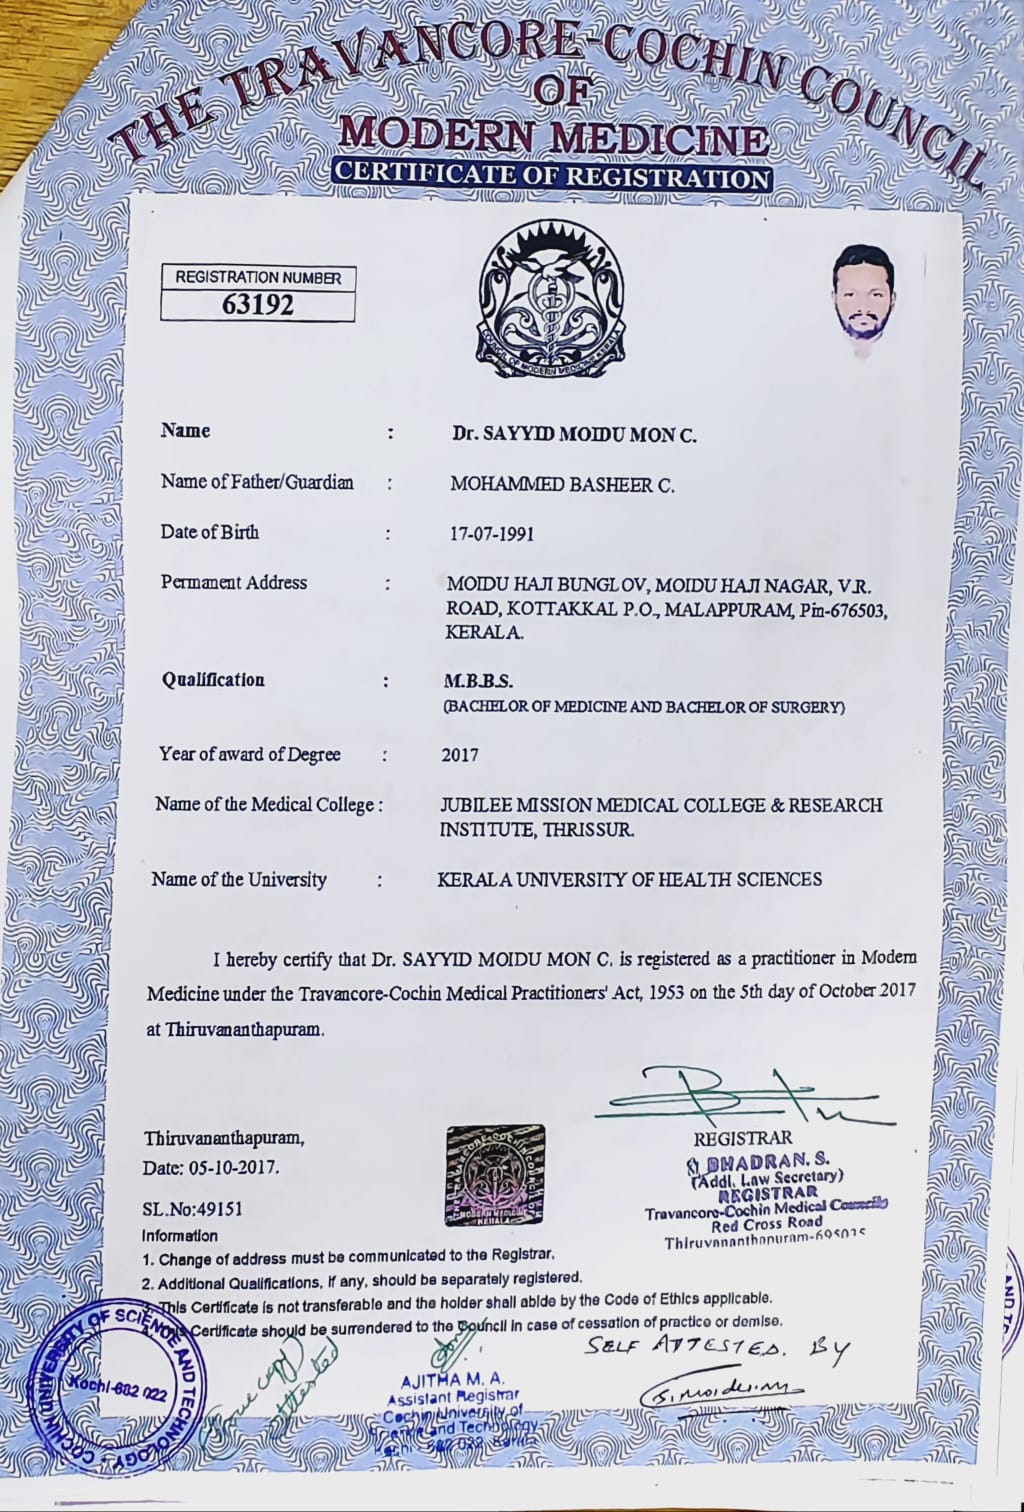 THE TRAVANCORE-COCHIN COUNCIL
OF
MODERN MEDICINE
CERTIFICATE OF REGISTRATION
REGISTRATION NUMBER
63192
COUNCIL OF MODERN MEDICINE KERALA
Name : Dr. SAYYID MOIDU MON C.
Name of Father/Guardian : MOHAMMED BASHEER C.
Date of Birth : 17-07-1991
Permanent Address : MOIDU HAJI BUNGLOV, MOIDU HAJI NAGAR, V.R.
ROAD, KOTTAKKAL P.O., MALAPPURAM, Pin-676503,
KERALA.
Qualification : M.B.B.S.
(BACHELOR OF MEDICINE AND BACHELOR OF SURGERY)
Year of award of Degree : 2017
Name of the Medical College : JUBILEE MISSION MEDICAL COLLEGE & RESEARCH
INSTITUTE, THRISSUR.
Name of the University : KERALA UNIVERSITY OF HEALTH SCIENCES
I hereby certify that Dr. SAYYID MOIDU MON C. is registered as a practitioner in Modern
Medicine under the Travancore-Cochin Medical Practitioners' Act, 1953 on the 5th day of October 2017
at Thiruvananthapuram.
Thiruvananthapuram,
Date: 05-10-2017.
SL.No:49151
TRAVANCORE-COCHIN COUNCIL
MODERN MEDICINE
KERALA
REGISTRAR
BHADRAN. S.
(Addl. Law Secretary)
REGISTRAR
Travancore-Cochin Medical Councils
Red Cross Road
Thiruvananthapuram-695035
Information
1. Change of address must be communicated to the Registrar.
2. Additional Qualifications, if any, should be separately registered.
3. This Certificate is not transferable and the holder shall abide by the Code of Ethics applicable.
4. This Certificate should be surrendered to the Council in case of cessation of practice or demise.
COCHIN UNIVERSITY OF SCIENCE AND TECHNOLOGY
Kochi-682 022
True copy
attested
AJITHA M. A.
Assistant Registrar
Cochin University of
Science and Technology
Kochi - 682 022, Kerala
SELF ATTESTED. BY
AND TE